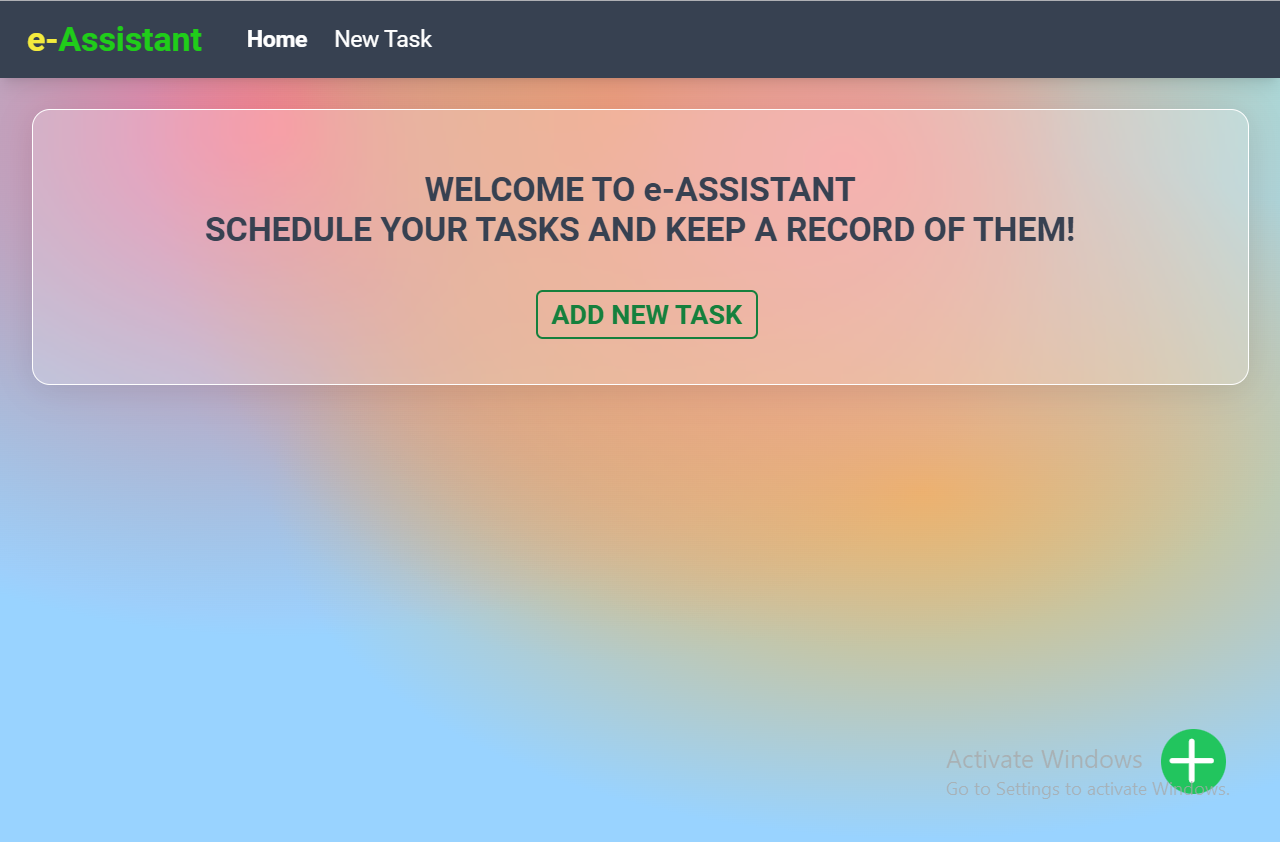 e-Assistant Home New Task
WELCOME TO e-ASSISTANT
SCHEDULE YOUR TASKS AND KEEP A RECORD OF THEM!
ADD NEW TASK
Activate Windows
Go to Settings to activate Windows.